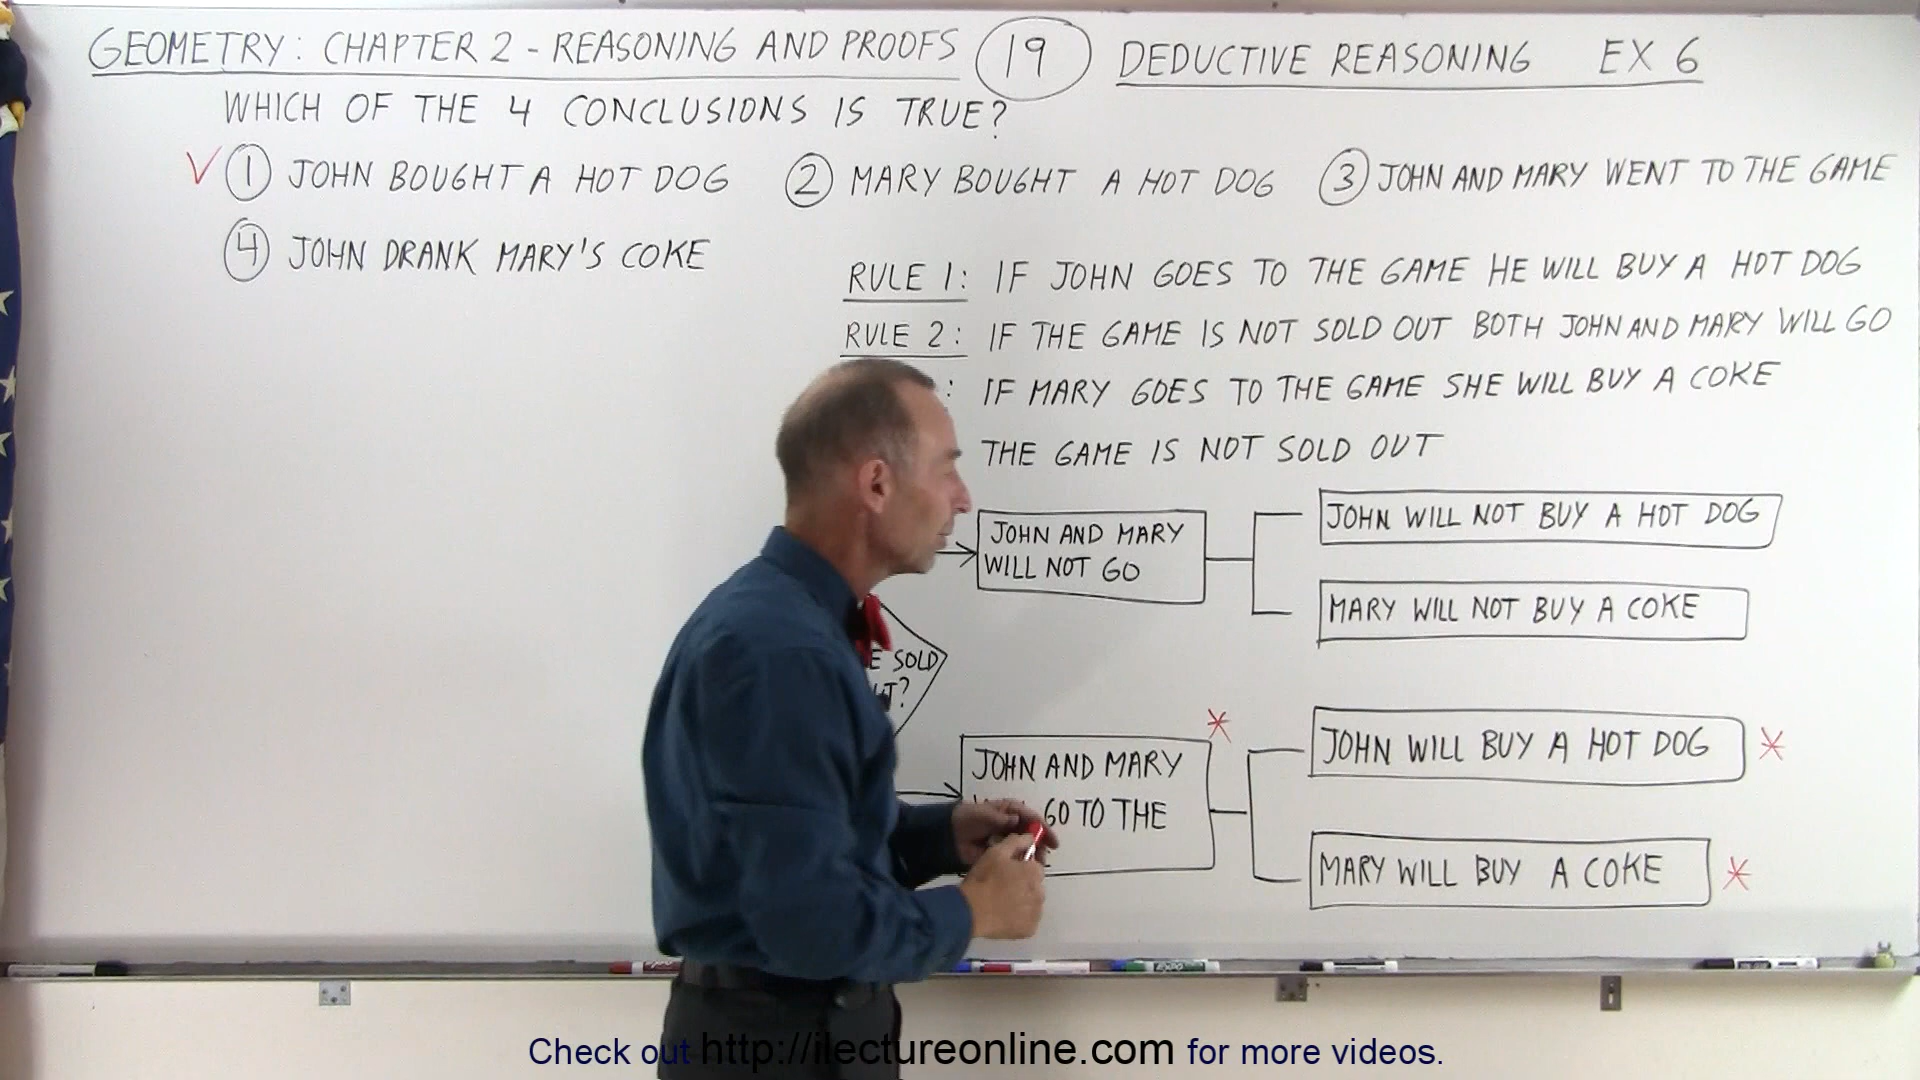 GEOMETRY: CHAPTER 2 - REASONING AND PROOFS 19 DEDUCTIVE REASONING EX 6
WHICH OF THE 4 CONCLUSIONS IS TRUE?
1 JOHN BOUGHT A HOT DOG 2 MARY BOUGHT A HOT DOG 3 JOHN AND MARY WENT TO THE GAME
4 JOHN DRANK MARY'S COKE
RULE 1: IF JOHN GOES TO THE GAME HE WILL BUY A HOT DOG
RULE 2: IF THE GAME IS NOT SOLD OUT BOTH JOHN AND MARY WILL GO
: IF MARY GOES TO THE GAME SHE WILL BUY A COKE
THE GAME IS NOT SOLD OUT
JOHN AND MARY
WILL NOT GO
JOHN WILL NOT BUY A HOT DOG
MARY WILL NOT BUY A COKE
SOLD
JOHN AND MARY
GO TO THE
JOHN WILL BUY A HOT DOG
MARY WILL BUY A COKE
Check out http://ilectureonline.com for more videos.